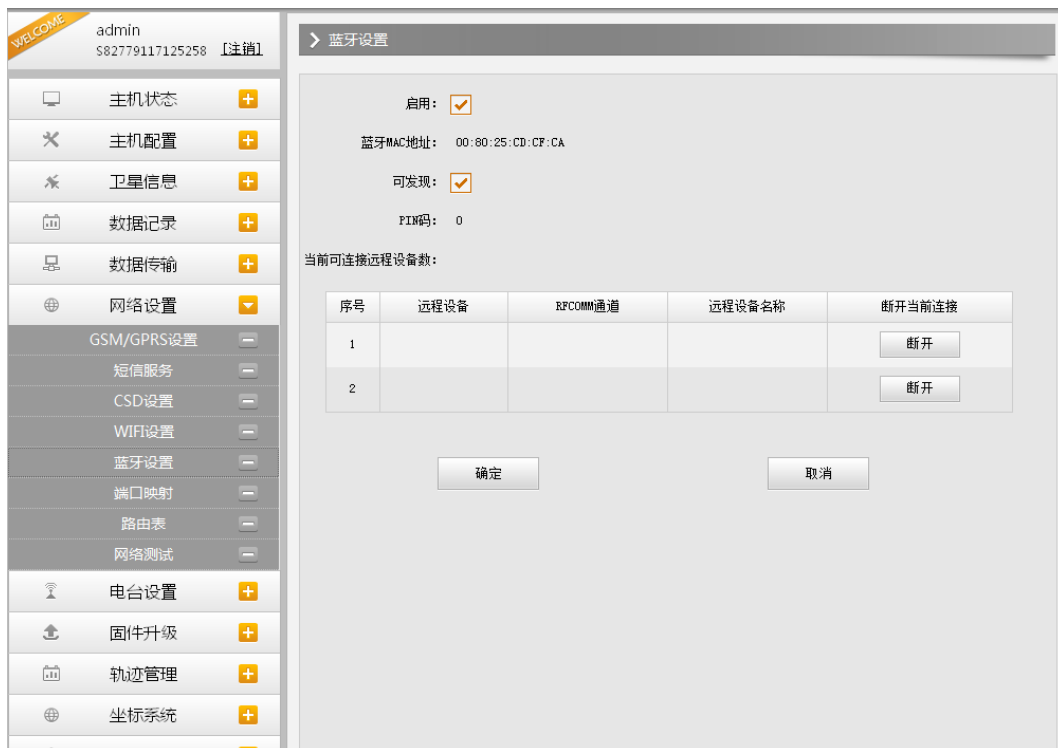 WELCOME
admin
S82779117125258 [注销]
主机状态
主机配置
卫星信息
数据记录
数据传输
网络设置
GSM/GPRS设置
短信服务
CSD设置
WIFI设置
蓝牙设置
端口映射
路由表
网络测试
电台设置
固件升级
轨迹管理
坐标系统
蓝牙设置
启用：
蓝牙MAC地址： 00:80:25:CD:CF:CA
可发现：
PIN码： 0
当前可连接远程设备数：
序号 远程设备 RFCOMM通道 远程设备名称 断开当前连接
1 断开
2 断开
确定 取消